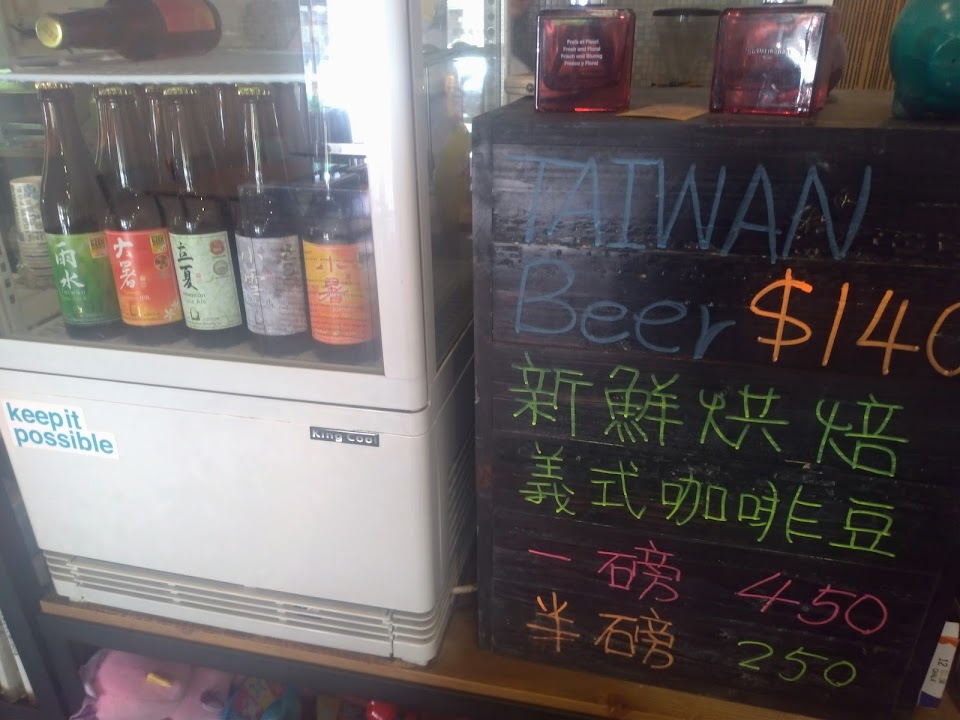 雨水
大暑
立夏
小暑
keep it
possible
King Cool
TAIWAN
Beer $140
新鮮烘焙
義式咖啡豆
一磅 450
半磅 250